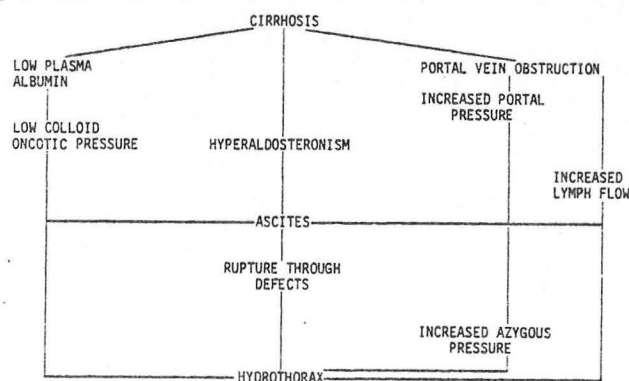 CIRRHOSIS
LOW PLASMA
ALBUMIN
PORTAL VEIN OBSTRUCTION
INCREASED PORTAL
PRESSURE
LOW COLLOID
ONCOTIC PRESSURE
HYPERALDOSTERONISM
INCREASED
LYMPH FLOW
ASCITES
RUPTURE THROUGH
DEFECTS
INCREASED AZYGOUS
PRESSURE
HYDROTHORAX